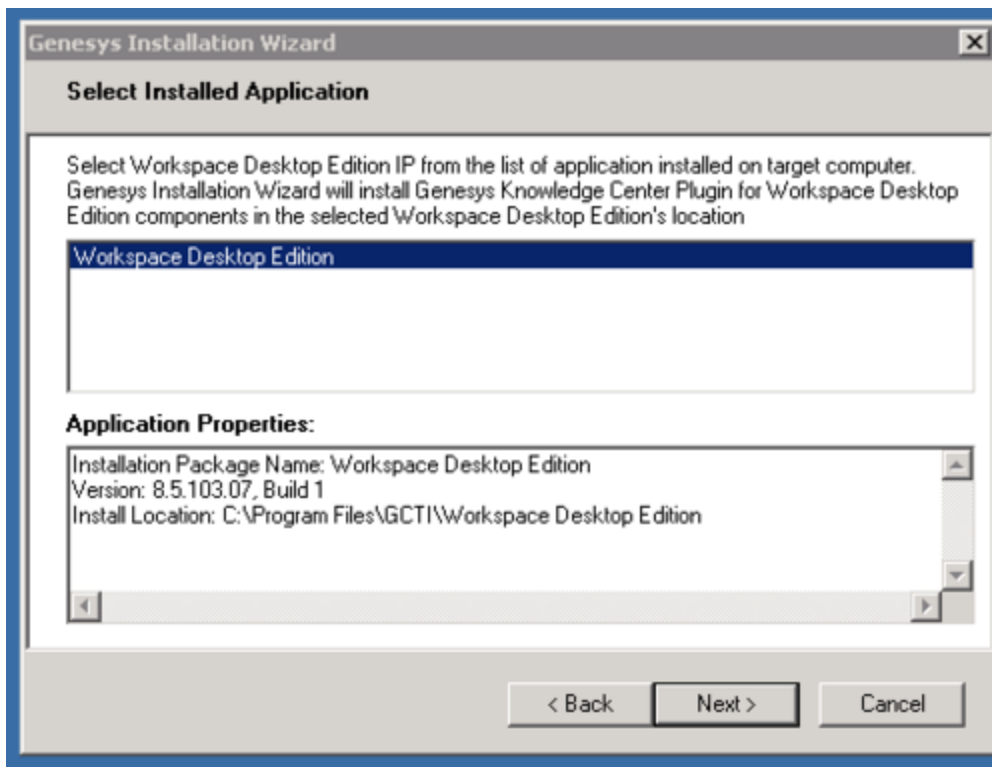 Genesys Installation Wizard
Select Installed Application
Select Workspace Desktop Edition IP from the list of application installed on target computer.
Genesys Installation Wizard will install Genesys Knowledge Center Plugin for Workspace Desktop
Edition components in the selected Workspace Desktop Edition's location
Workspace Desktop Edition
Application Properties:
Installation Package Name: Workspace Desktop Edition
Version: 8.5.103.07, Build 1
Install Location: C:\Program Files\GCTI\Workspace Desktop Edition
< Back Next > Cancel